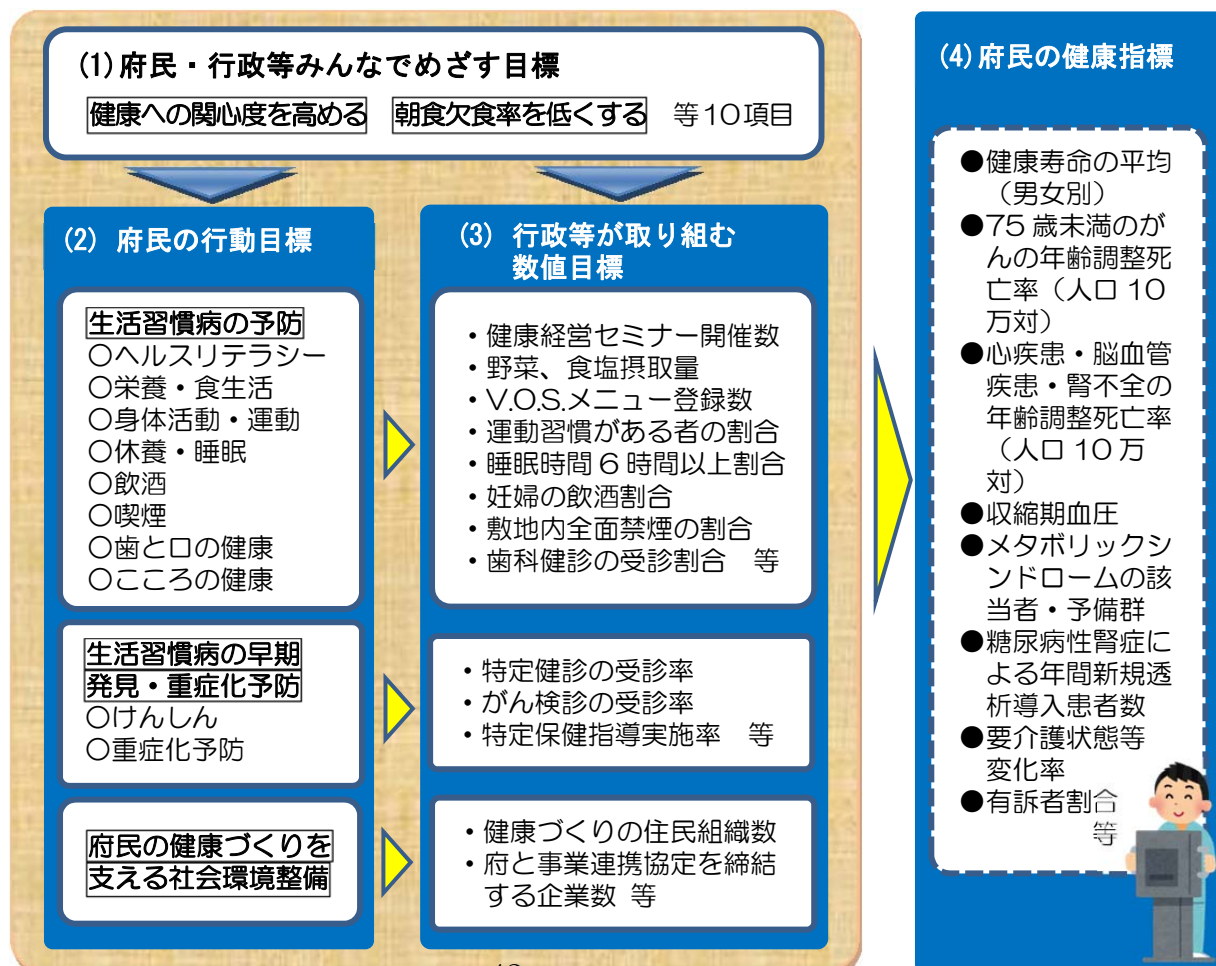 (1)府民・行政等みんなでめざす目標
健康への関心度を高める 朝食欠食率を低くする 等10項目
(2) 府民の行動目標
生活習慣病の予防
○ヘルスリテラシー
○栄養・食生活
○身体活動・運動
○休養・睡眠
○飲酒
○喫煙
○歯と口の健康
○こころの健康
生活習慣病の早期
発見・重症化予防
○けんしん
○重症化予防
府民の健康づくりを
支える社会環境整備
(3) 行政等が取り組む
数値目標
・健康経営セミナー開催数
・野菜、食塩摂取量
・V.O.S.メニュー登録数
・運動習慣がある者の割合
・睡眠時間6時間以上割合
・妊婦の飲酒割合
・敷地内全面禁煙の割合
・歯科健診の受診割合 等
・特定健診の受診率
・がん検診の受診率
・特定保健指導実施率 等
・健康づくりの住民組織数
・府と事業連携協定を締結
する企業数 等
(4)府民の健康指標
●健康寿命の平均
（男女別）
●75歳未満のが
んの年齢調整死
亡率（人口10
万対）
●心疾患・脳血管
疾患・腎不全の
年齢調整死亡率
（人口10万
対）
●収縮期血圧
●メタボリックシ
ンドロームの該
当者・予備群
●糖尿病性腎症に
よる年間新規透
析導入患者数
●要介護状態等
変化率
●有訴者割合
等